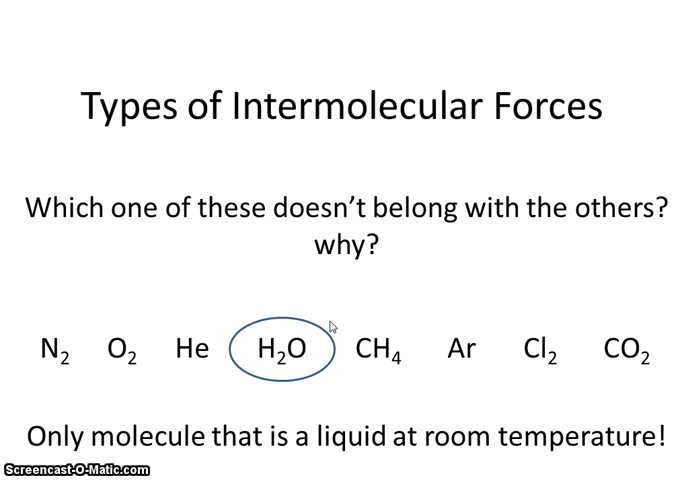 Types of Intermolecular Forces
Which one of these doesn't belong with the others?
why?
N₂ O₂ He H₂O CH₄ Ar Cl₂ CO₂
Only molecule that is a liquid at room temperature!
Screencast-O-Matic.com